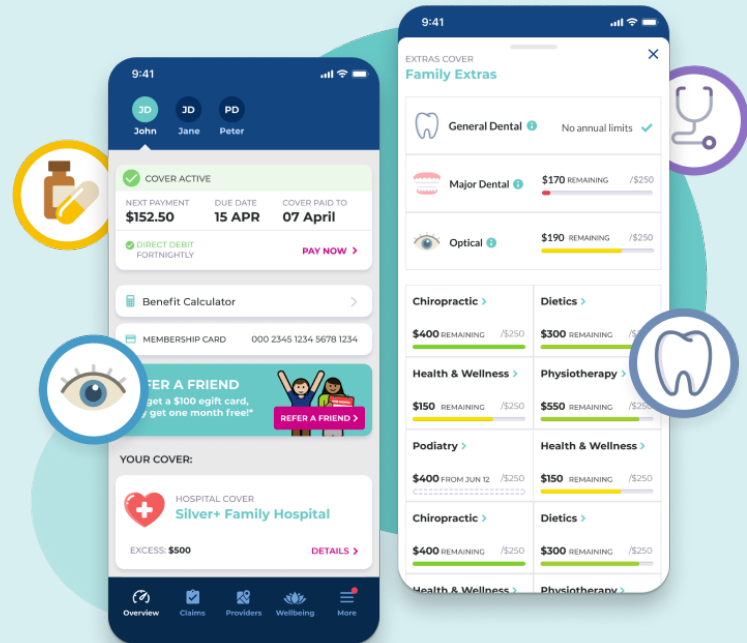 9:41
JD JD PD
John Jane Peter
COVER ACTIVE
NEXT PAYMENT DUE DATE COVER PAID TO
$152.50 15 APR 07 April
DIRECT DEBIT
FORTNIGHTLY
PAY NOW >
Benefit Calculator >
MEMBERSHIP CARD 000 2345 1234 5678 1234
FER A FRIEND
get a $100 egift card,
y get one month free!*
REFER A FRIEND >
YOUR COVER:
HOSPITAL COVER
Silver+ Family Hospital
EXCESS: $500 DETAILS >
Overview Claims Providers Wellbeing More
9:41
EXTRAS COVER
Family Extras
General Dental No annual limits
Major Dental $170 REMAINING /$250
Optical $190 REMAINING /$250
Chiropractic > Dietics >
$400 REMAINING /$250 $300 REMAINING
Health & Wellness > Physiotherapy >
$150 REMAINING /$250 $550 REMAINING
Podiatry > Health & Wellness >
$400 FROM JUN 12 /$250 $150 REMAINING /$250
Chiropractic > Dietics >
$400 REMAINING /$250 $300 REMAINING /$250
Health & Wellness > Physiotherapy >